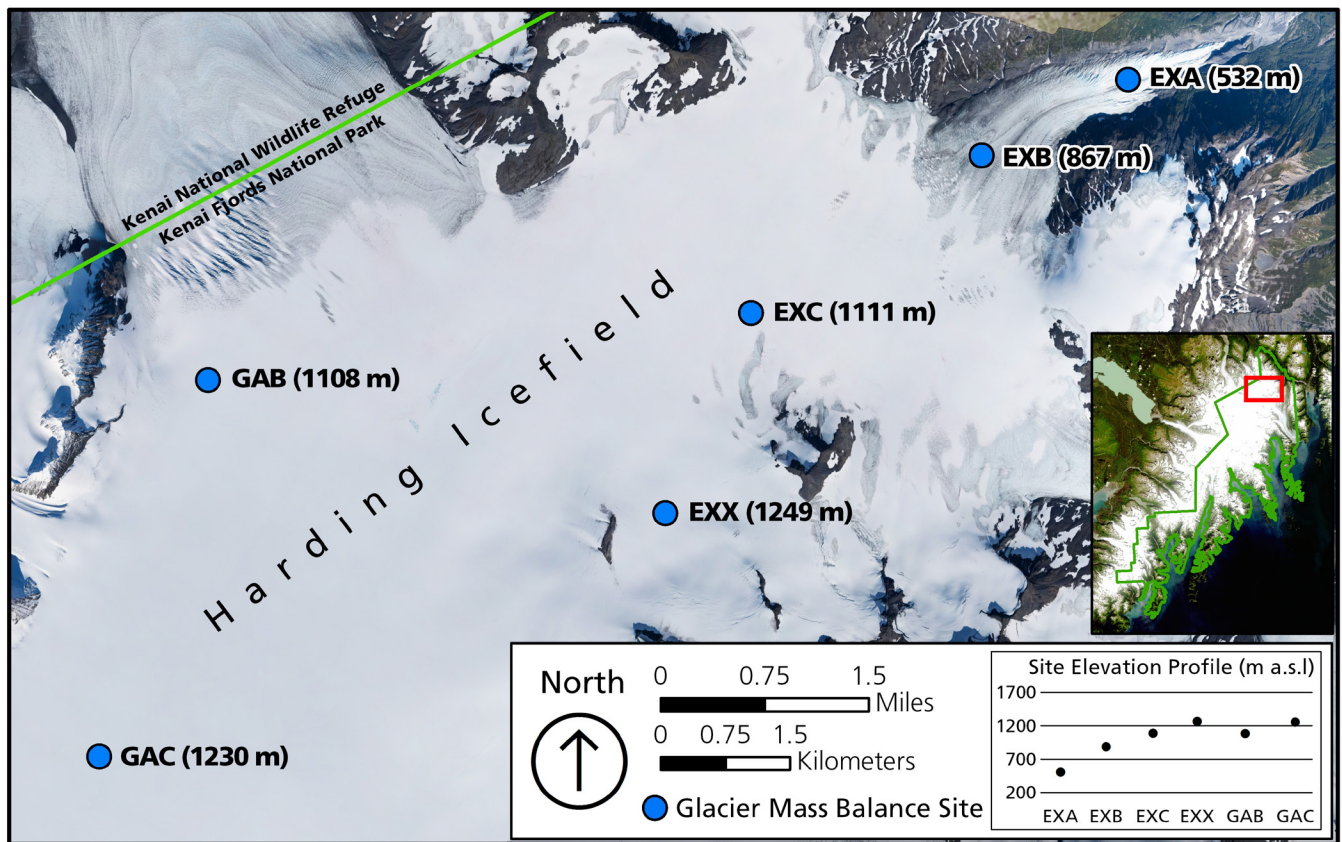 Kenai National Wildlife Refuge
Kenai Fjords National Park
EXA (532 m)
EXB (867 m)
EXC (1111 m)
GAB (1108 m)
EXX (1249 m)
GAC (1230 m)
Harding Icefield
North
0 0.75 1.5
Miles
0 0.75 1.5
Kilometers
Glacier Mass Balance Site
Site Elevation Profile (m a.s.l)
1700
1200
700
200
EXA EXB EXC EXX GAB GAC